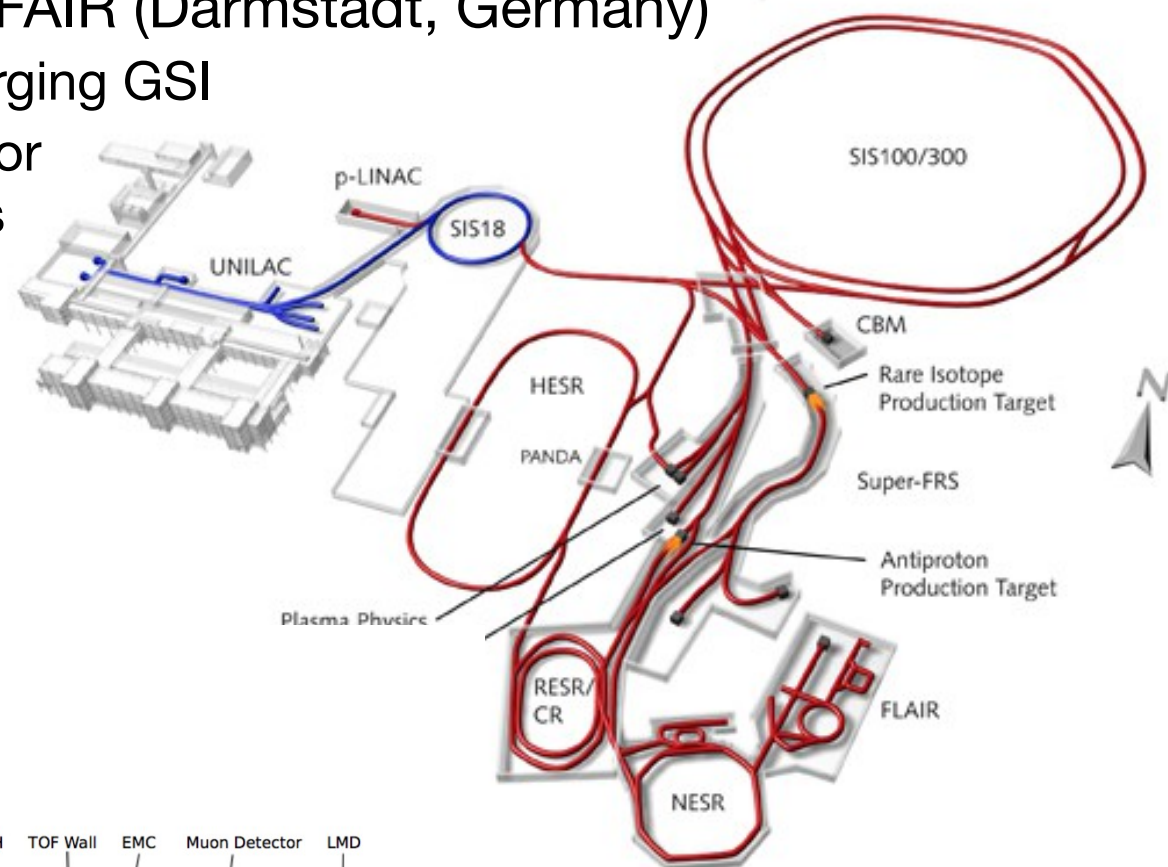 FAIR (Darmstadt, Germany)
rging GSI
or
s
p-LINAC
SIS18
UNILAC
SIS100/300
CBM
Rare Isotope
Production Target
HESR
PANDA
N
Super-FRS
Antiproton
Production Target
Plasma Physics
RESR/
CR
FLAIR
NESR
H TOF Wall EMC Muon Detector LMD